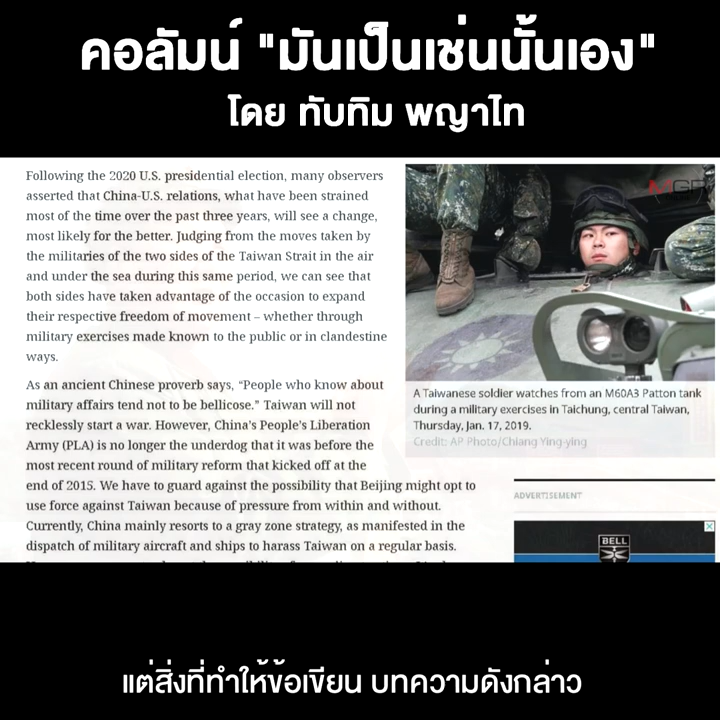 คอลัมน์ "มันเป็นเช่นนั้นเอง"
โดย ทับทิม พญาไท
Following the 2020 U.S. presidential election, many observers
asserted that China-U.S. relations, what have been strained
most of the time over the past three years, will see a change,
most likely for the better. Judging from the moves taken by
the militaries of the two sides of the Taiwan Strait in the air
and under the sea during this same period, we can see that
both sides have taken advantage of the occasion to expand
their respective freedom of movement – whether through
military exercises made known to the public or in clandestine
ways.
As an ancient Chinese proverb says, “People who know about
military affairs tend not to be bellicose.” Taiwan will not
recklessly start a war. However, China's People's Liberation
Army (PLA) is no longer the underdog that it was before the
most recent round of military reform that kicked off at the
end of 2015. We have to guard against the possibility that Beijing might opt to
use force against Taiwan because of pressure from within and without.
Currently, China mainly resorts to a gray zone strategy, as manifested in the
dispatch of military aircraft and ships to harass Taiwan on a regular basis.
MGR
A Taiwanese soldier watches from an M60A3 Patton tank
during a military exercises in Taichung, central Taiwan,
Thursday, Jan. 17, 2019.
Credit: AP Photo/Chiang Ying-ying
ADVERTISEMENT
BELL
แต่สิ่งที่ทำให้ข้อเขียน บทความดังกล่าว